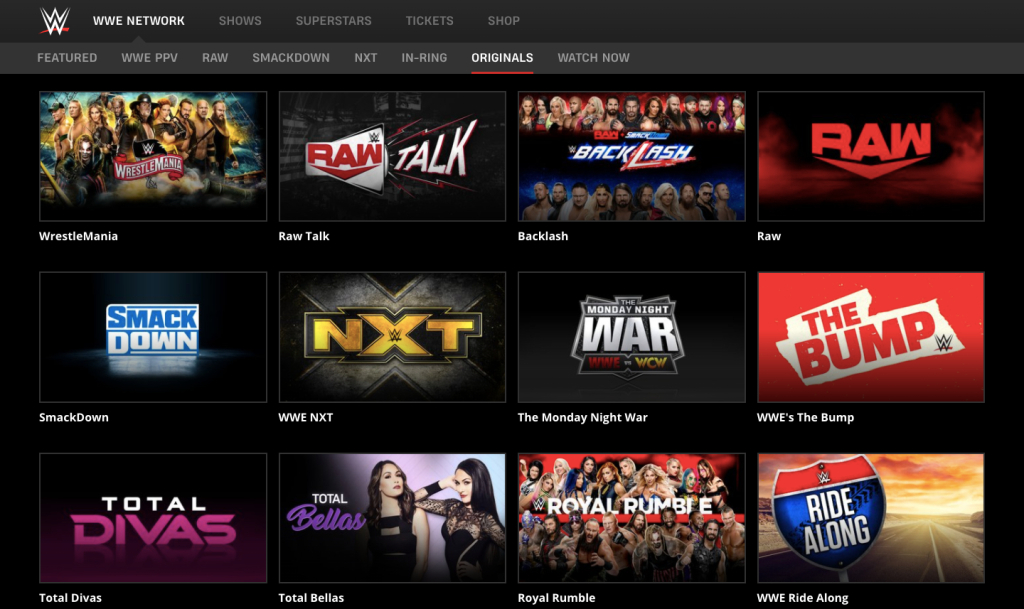 W
WWE NETWORK SHOWS SUPERSTARS TICKETS SHOP
FEATURED WWE PPV RAW SMACKDOWN NXT IN-RING ORIGINALS WATCH NOW
W
WRESTLEMANIA
WrestleMania
RAW TALK
Raw Talk
RAW SMACKDOWN
BACKLASH
Backlash
RAW
Raw
SMACK
DOWN
SmackDown
NXT
WWE NXT
THE
MONDAY NIGHT
WAR
WWE VS WCW
The Monday Night War
THE
BUMP
W
WWE's The Bump
TOTAL
DIVAS
Total Divas
TOTAL
Bellas
Total Bellas
W ROYAL RUMBLE
Royal Rumble
W
RIDE
ALONG
WWE Ride Along